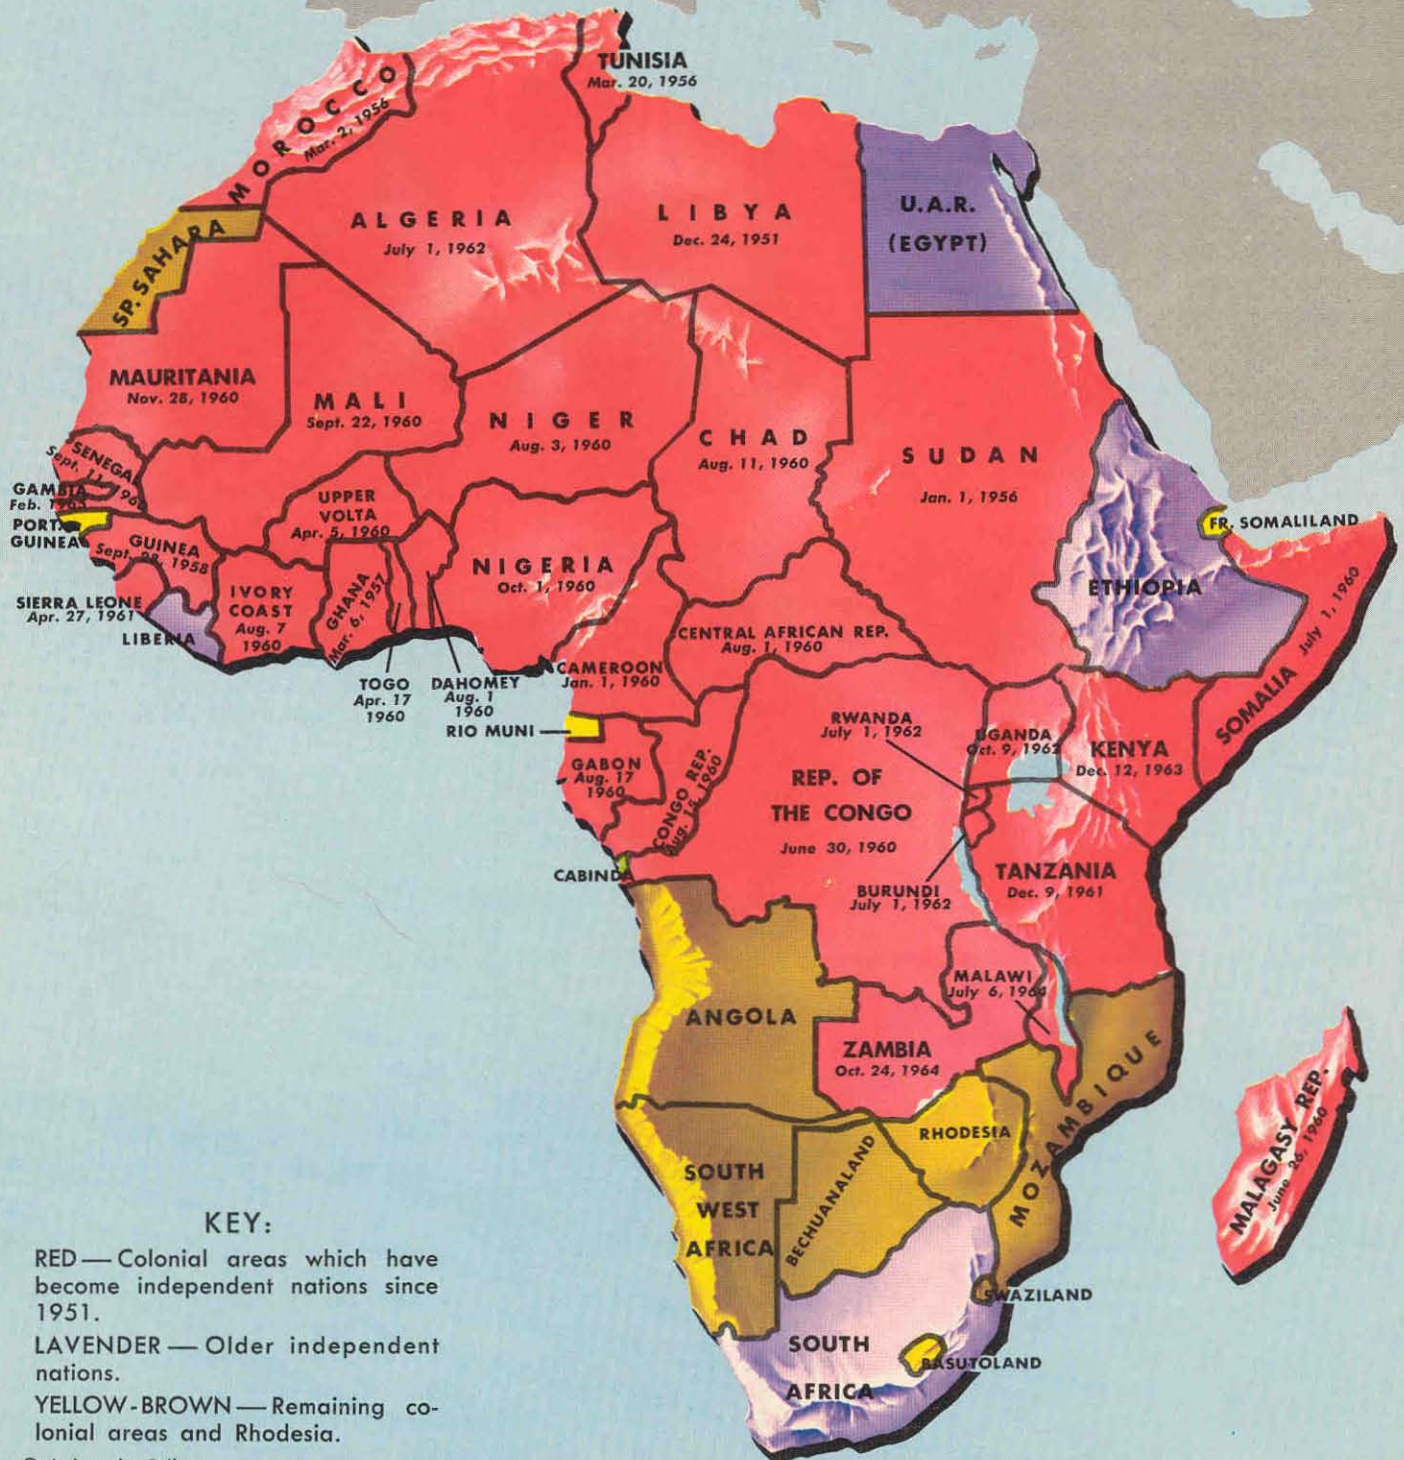 TUNISIA
Mar. 20, 1956
MOROCCO
Mar. 2, 1956
ALGERIA
July 1, 1962
LIBYA
Dec. 24, 1951
U.A.R.
(EGYPT)
SP. SAHARA
MAURITANIA
Nov. 28, 1960
MALI
Sept. 22, 1960
NIGER
Aug. 3, 1960
CHAD
Aug. 11, 1960
SUDAN
Jan. 1, 1956
SENEGAL
Sept. 11, 1960
GAMBIA
Feb. 1965
PORT.
GUINEA
GUINEA
Sept. 28, 1958
UPPER
VOLTA
Apr. 5, 1960
NIGERIA
Oct. 1, 1960
FR. SOMALILAND
ETHIOPIA
SOMALIA
July 1, 1960
SIERRA LEONE
Apr. 27, 1961
LIBERIA
IVORY
COAST
Aug. 7
1960
GHANA
Mar. 6, 1957
TOGO
Apr. 17
1960
DAHOMEY
Aug. 1
1960
CAMEROON
Jan. 1, 1960
CENTRAL AFRICAN REP.
Aug. 1, 1960
RIO MUNI
GABON
Aug. 17
1960
CONGO REP.
Aug. 15, 1960
RWANDA
July 1, 1962
UGANDA
Oct. 9, 1962
KENYA
Dec. 12, 1963
REP. OF
THE CONGO
June 30, 1960
CABINDA
BURUNDI
July 1, 1962
TANZANIA
Dec. 9, 1961
MALAWI
July 6, 1964
ANGOLA
ZAMBIA
Oct. 24, 1964
MOZAMBIQUE
MALAGASY REP.
June 26, 1960
RHODESIA
SOUTH
WEST
AFRICA
BECHUANALAND
SWAZILAND
SOUTH
AFRICA
BASUTOLAND
KEY:
RED — Colonial areas which have
become independent nations since
1951.
LAVENDER — Older independent
nations.
YELLOW-BROWN — Remaining co-
lonial areas and Rhodesia.